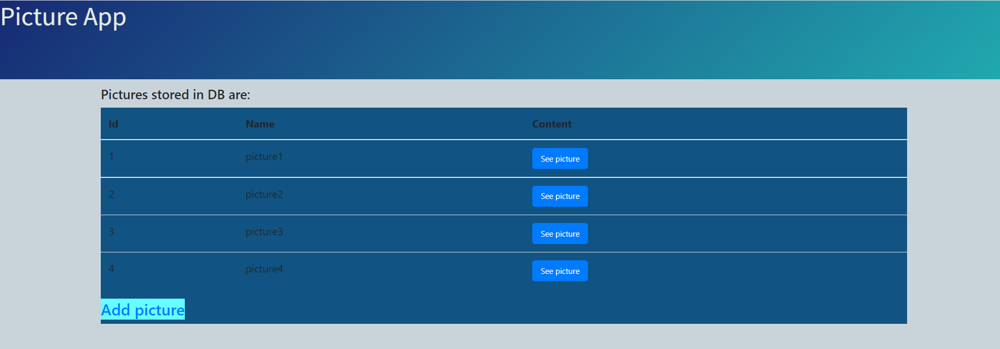 Picture App
Pictures stored in DB are:
Id Name Content
1 picture1 See picture
2 picture2 See picture
3 picture3 See picture
4 picture4 See picture
Add picture